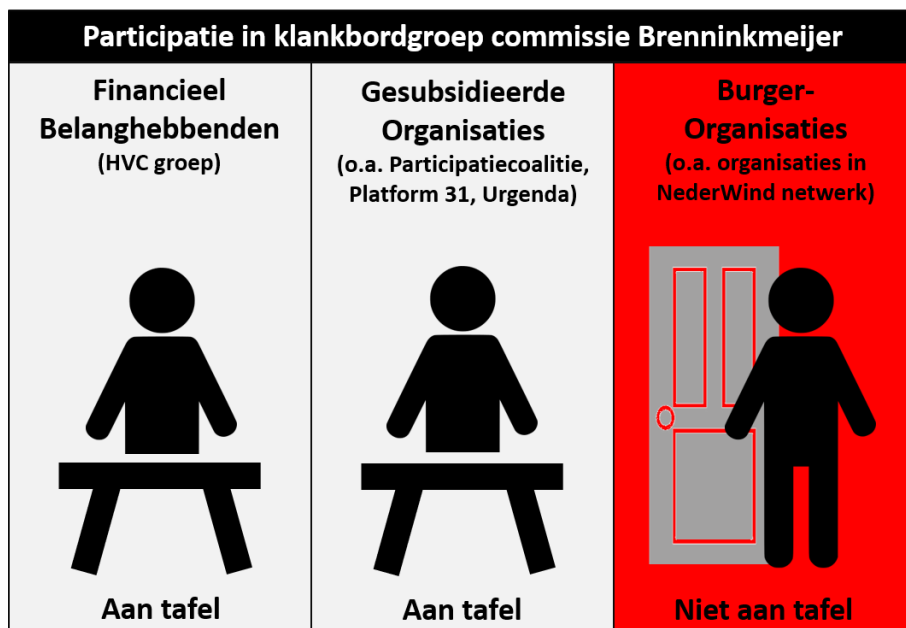 Participatie in klankbordgroep commissie Brenninkmeijer
Financieel
Belanghebbenden
(HVC groep)
Aan tafel
Gesubsidieerde
Organisaties
(o.a. Participatiecoalitie,
Platform 31, Urgenda)
Aan tafel
Burger-
Organisaties
(o.a. organisaties in
NederWind netwerk)
Niet aan tafel